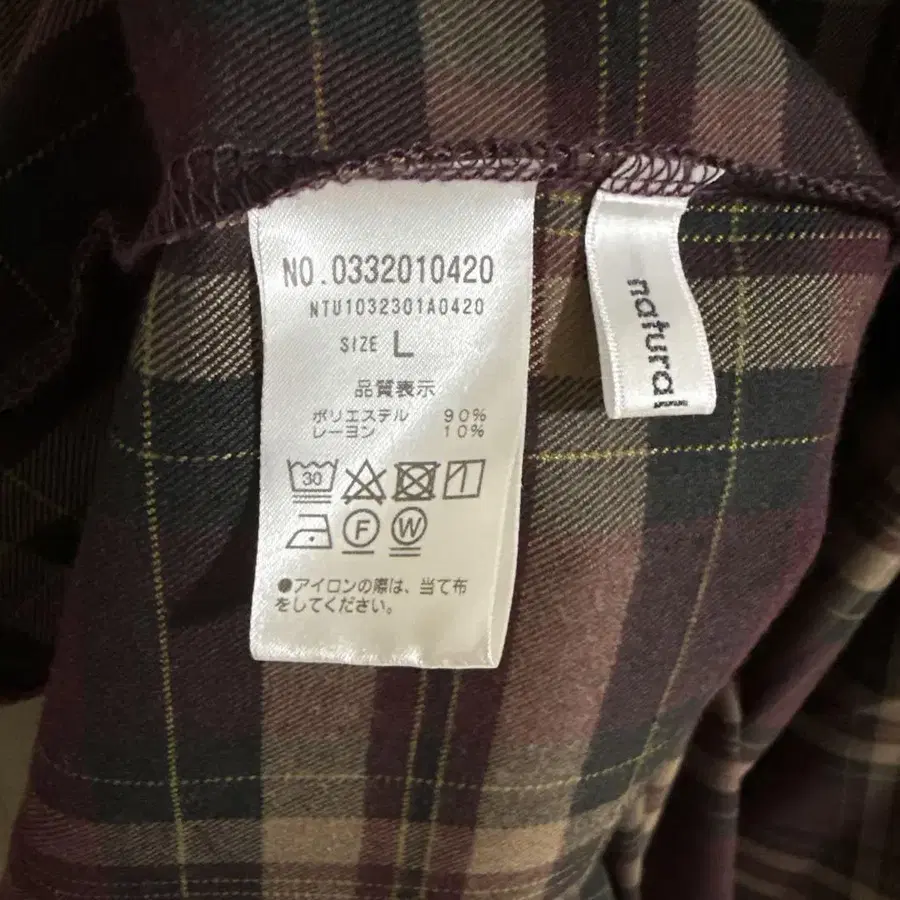 NO.0332010420
NTU1032301A0420
SIZE L
品質表示
ポリエステル 90%
レーヨン 10%
30
F W
●アイロンの際は、当て布
をしてください。
natural